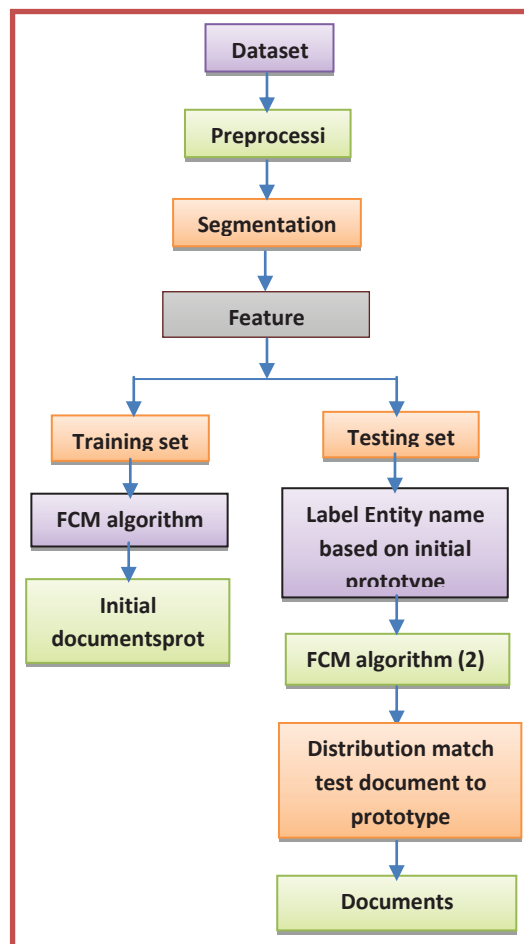 Dataset
Preprocessi
Segmentation
Feature
Training set
Testing set
FCM algorithm
Label Entity name
based on initial
prototype
Initial
documentsprot
FCM algorithm (2)
Distribution match
test document to
prototype
Documents